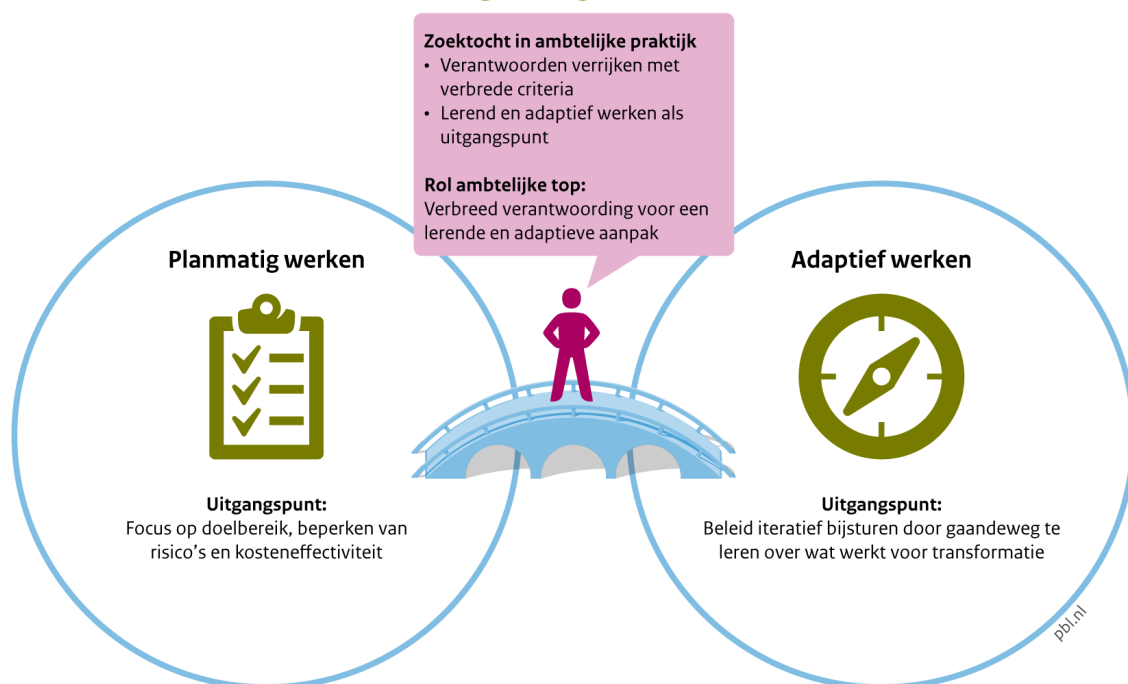 Zoektocht in ambtelijke praktijk
• Verantwoorden verrijken met
verbrede criteria
• Lerend en adaptief werken als
uitgangspunt
Rol ambtelijke top:
Verbreed verantwoording voor een
lerende en adaptieve aanpak
Planmatig werken
Uitgangspunt:
Focus op doelbereik, beperken van
risico's en kosteneffectiviteit
Adaptief werken
Uitgangspunt:
Beleid iteratief bijsturen door gaandeweg te
leren over wat werkt voor transformatie
pbl.nl